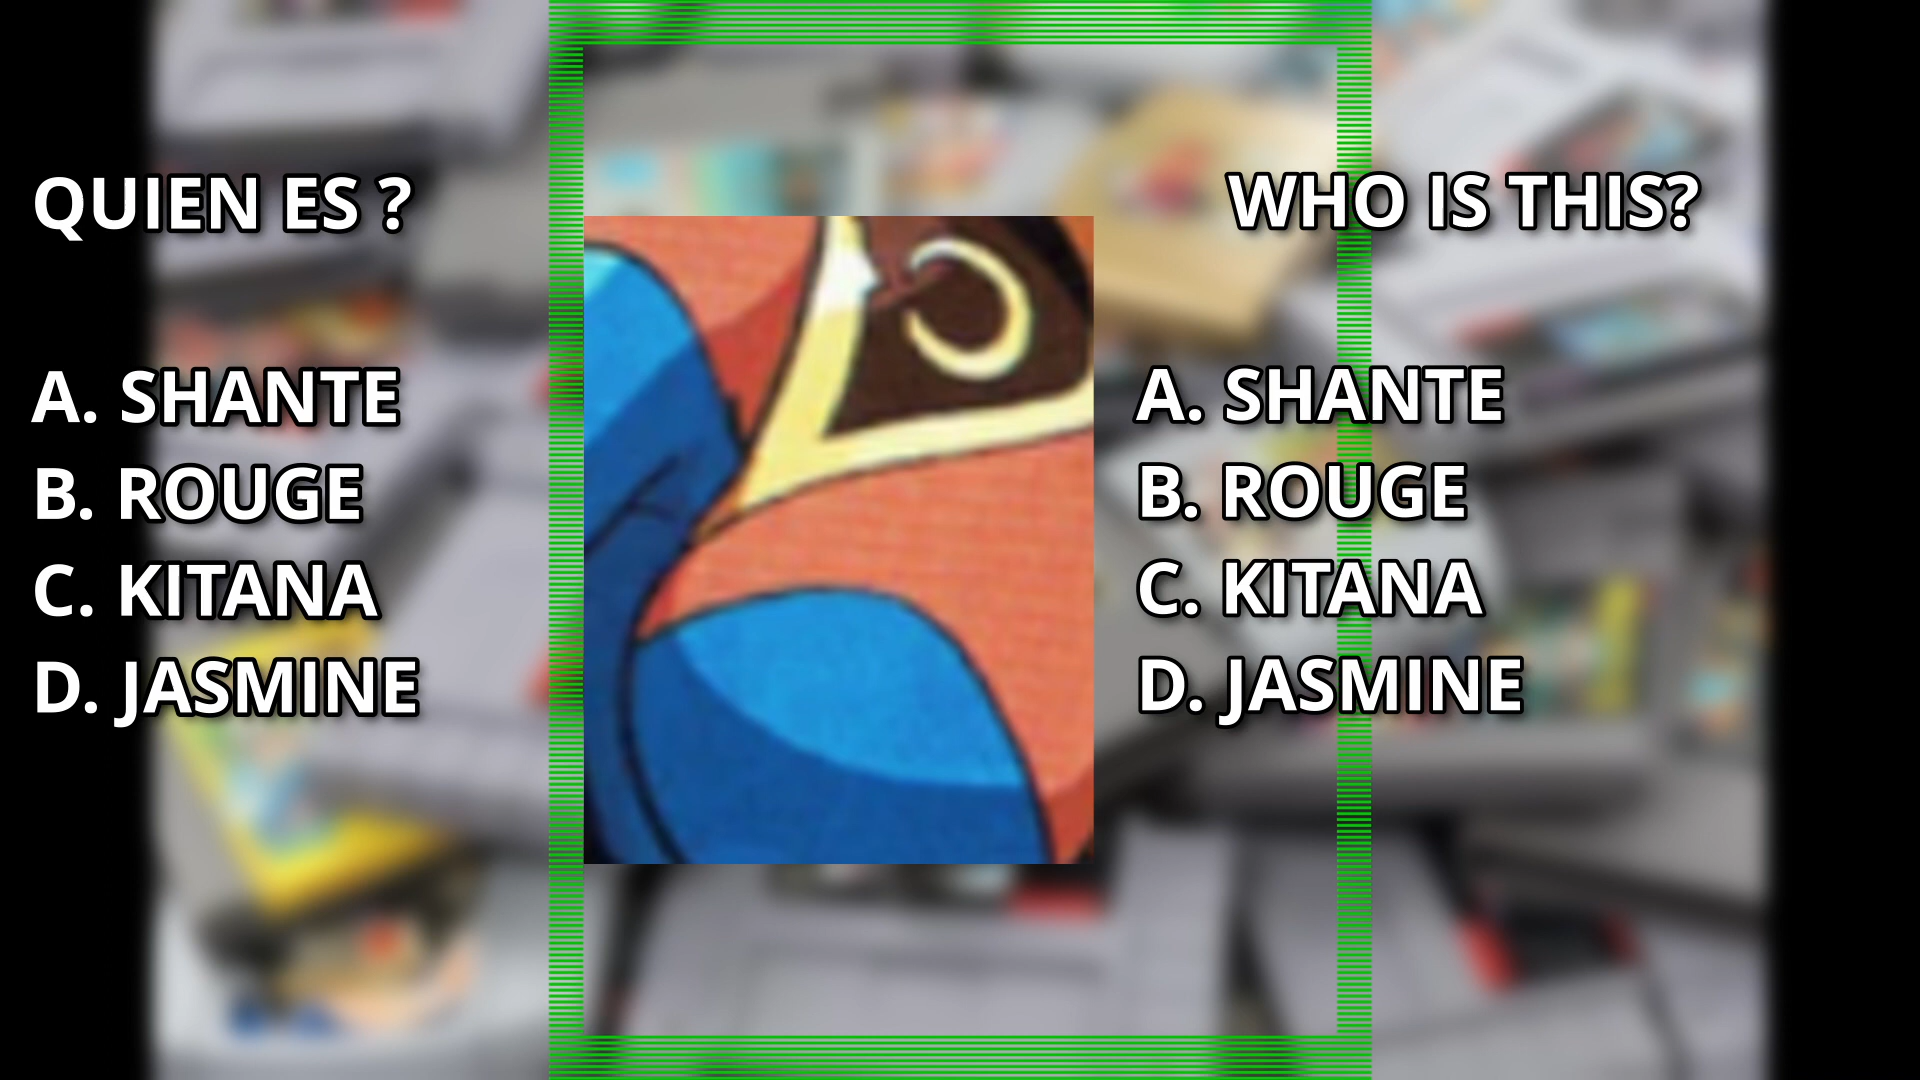 QUIEN ES ?
A. SHANTE
B. ROUGE
C. KITANA
D. JASMINE
WHO IS THIS?
A. SHANTE
B. ROUGE
C. KITANA
D. JASMINE